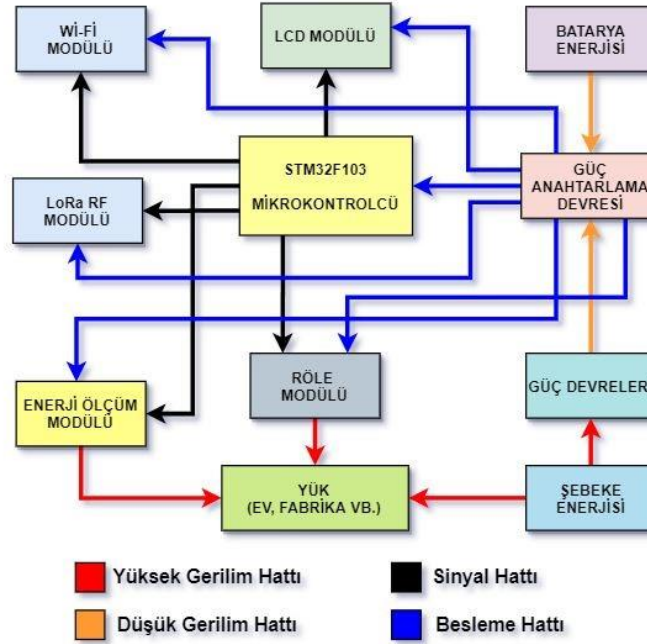 Wİ-Fİ
MODÜLÜ
LCD MODÜLÜ
BATARYA
ENERJİSİ
STM32F103
MİKROKONTROLCÜ
GÜÇ
ANAHTARLAMA
DEVRESİ
LoRa RF
MODÜLÜ
ENERJİ ÖLÇÜM
MODÜLÜ
RÖLE
MODÜLÜ
GÜÇ DEVRELER
YÜK
(EV, FABRİKA VB.)
ŞEBEKE
ENERJİSİ
Yüksek Gerilim Hattı
Sinyal Hattı
Düşük Gerilim Hattı
Besleme Hattı